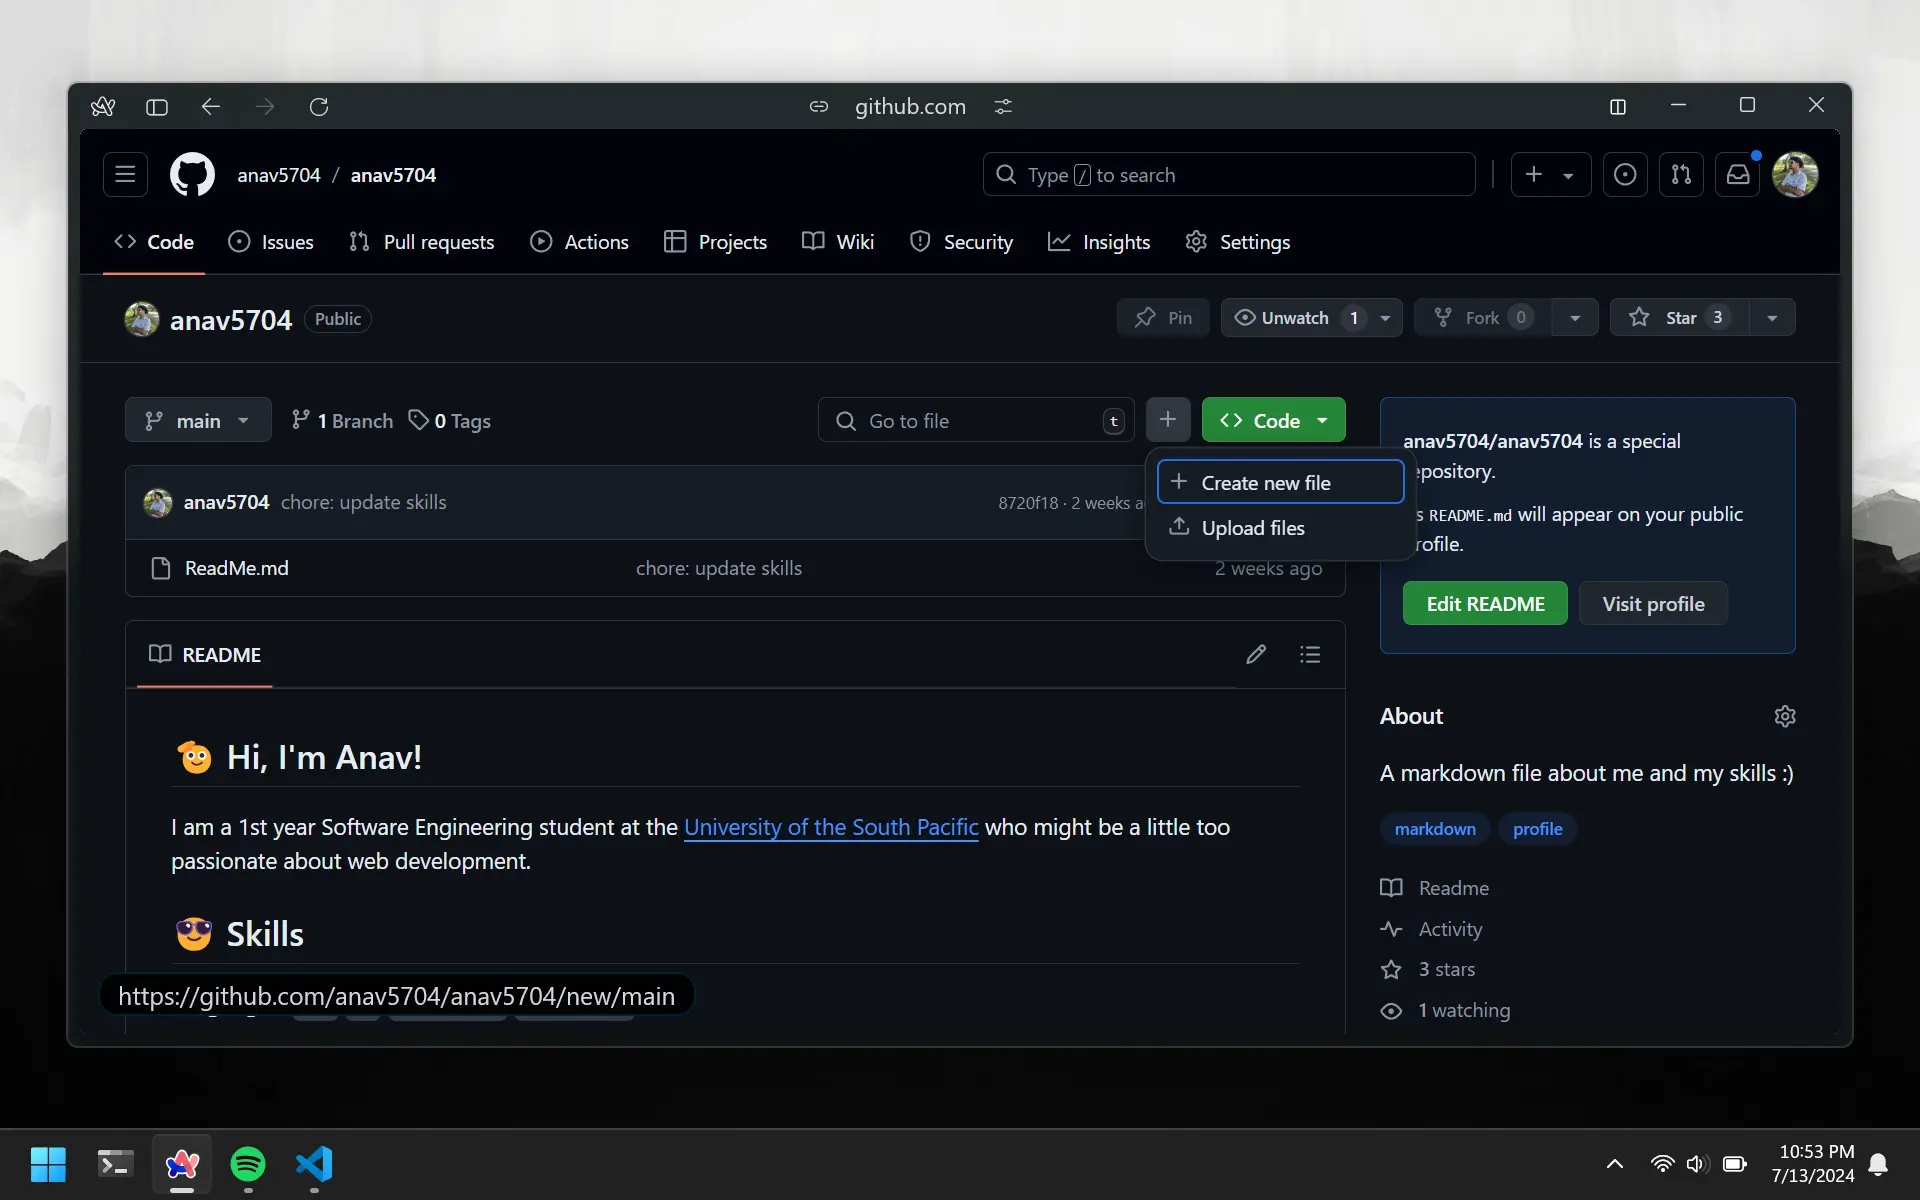 github.com
anav5704 / anav5704
Type / to search
Code Issues Pull requests Actions Projects Wiki Security Insights Settings
anav5704 Public
Pin Unwatch 1 Fork 0 Star 3
main 1 Branch 0 Tags
Go to file t
Code
Create new file
Upload files
anav5704 chore: update skills
8720f18 · 2 weeks
ReadMe.md chore: update skills 2 weeks ago
README
Hi, I'm Anav!
I am a 1st year Software Engineering student at the University of the South Pacific who might be a little too
passionate about web development.
Skills
https://github.com/anav5704/anav5704/new/main
anav5704/anav5704 is a special
README.md will appear on your public
Edit README Visit profile
About
A markdown file about me and my skills :)
markdown profile
Readme
Activity
3 stars
1 watching
10:53 PM
7/13/2024